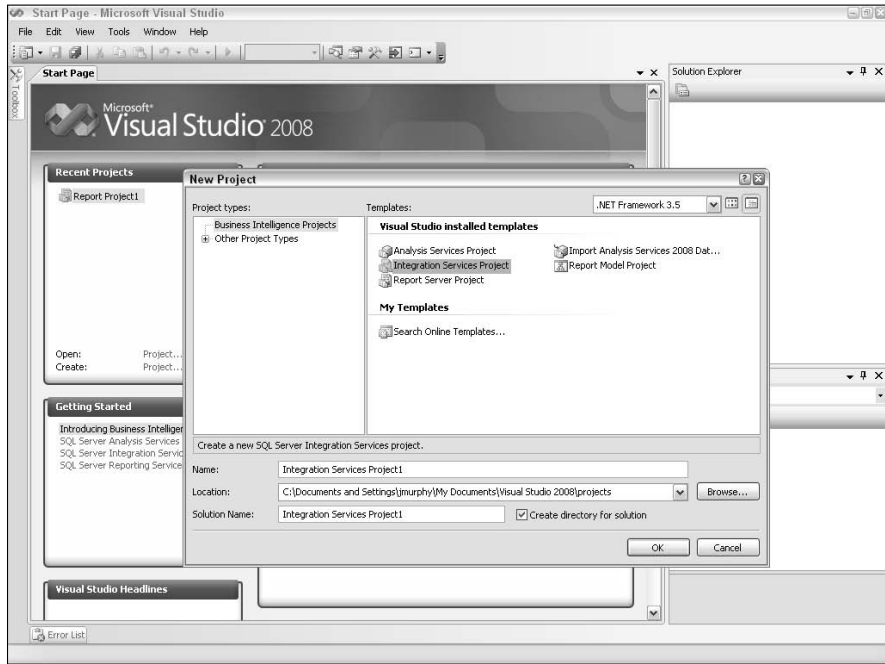 Start Page - Microsoft Visual Studio
File Edit View Tools Window Help
Toolbox
Start Page
Solution Explorer
Microsoft®
Visual Studio® 2008
Recent Projects
Report Project1
Open: Project...
Create: Project...
Getting Started
Introducing Business Intelliger
SQL Server Analysis Services
SQL Server Integration Servic
SQL Server Reporting Service
Visual Studio Headlines
New Project
Project types:
Templates:
.NET Framework 3.5
Business Intelligence Projects
Other Project Types
Visual Studio installed templates
Analysis Services Project
Import Analysis Services 2008 Dat...
Integration Services Project
Report Model Project
Report Server Project
My Templates
Search Online Templates...
Create a new SQL Server Integration Services project.
Name: Integration Services Project1
Location: C:\Documents and Settings\jmurphy\My Documents\Visual Studio 2008\projects
Browse...
Solution Name: Integration Services Project1
Create directory for solution
OK Cancel
Error List